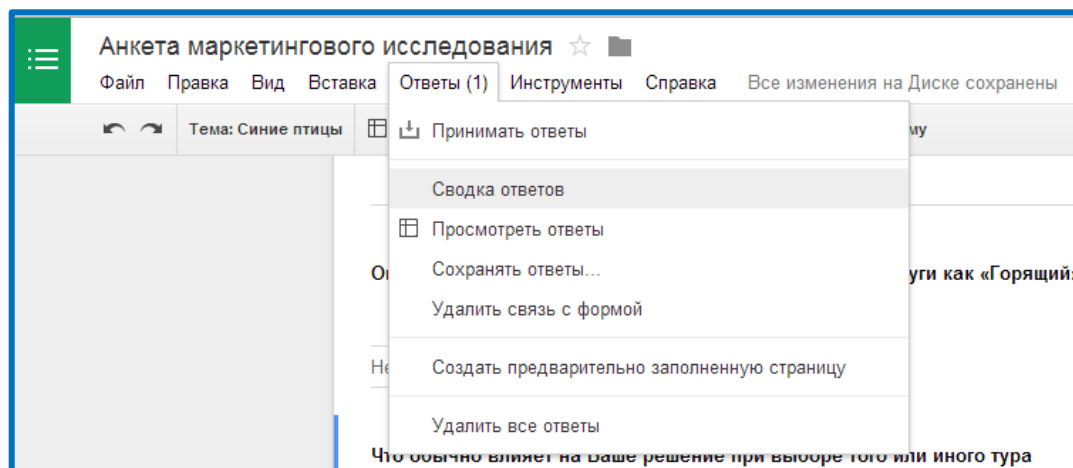 Анкета маркетингового исследования
Файл Правка Вид Вставка Ответы (1) Инструменты Справка Все изменения на Диске сохранены
Тема: Синие птицы
Принимать ответы
Сводка ответов
Просмотреть ответы
Сохранять ответы...
как «Горящий
Удалить связь с формой
Создать предварительно заполненную страницу
Удалить все ответы
Что обычно влияет на Ваше решение при выборе того или иного тура